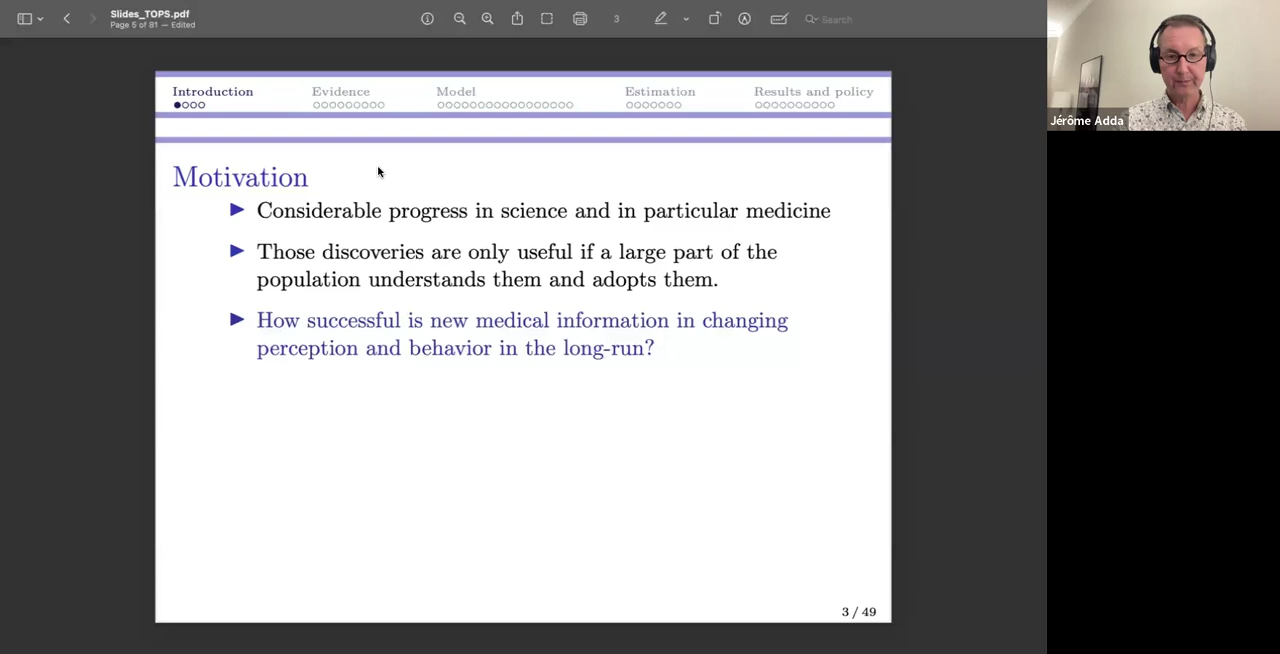 Slides_TOPS.pdf
Page 5 of 81 — Edited
3
Search
Jérôme Adda
Introduction Evidence Model Estimation Results and policy
Motivation
Considerable progress in science and in particular medicine
Those discoveries are only useful if a large part of the
population understands them and adopts them.
How successful is new medical information in changing
perception and behavior in the long-run?
3 / 49